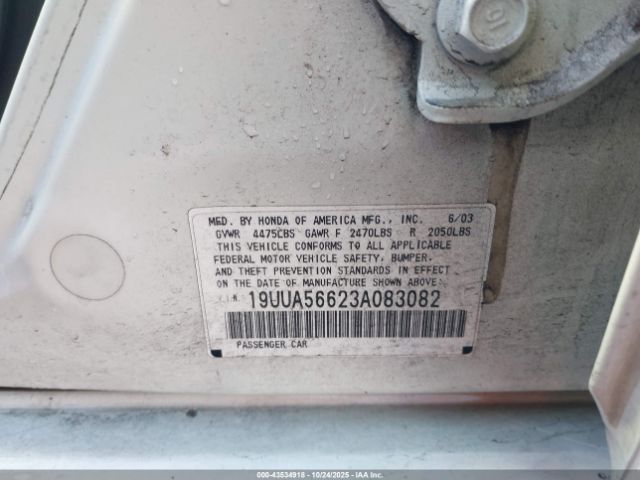 16
MFD. BY HONDA OF AMERICA MFG., INC. 6/03
GVWR 4475LBS GAWR F 2470LBS R 2050LBS
THIS VEHICLE CONFORMS TO ALL APPLICABLE
FEDERAL MOTOR VEHICLE SAFETY, BUMPER,
AND THEFT PREVENTION STANDARDS IN EFFECT
ON THE DATE OF MANUFACTURE SHOWN ABOVE.
V.I.N. 19UUA56623A083082
PASSENGER CAR
000-43534918 - 10/24/2025 - IAA Inc.